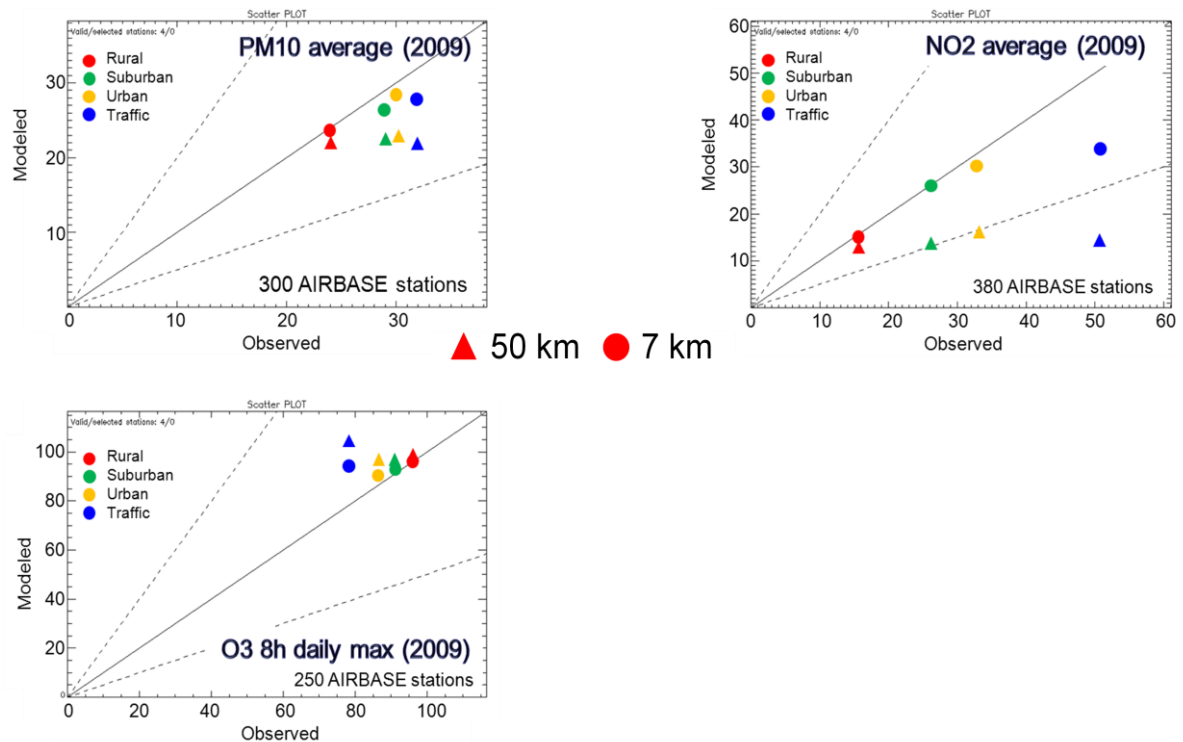 Scatter PLOT
Valid/selected stations: 4/0
PM10 average (2009)
Rural
Suburban
Urban
Traffic
30
20
10
Modeled
300 AIRBASE stations
0 10 20 30
Observed
Scatter PLOT
Valid/selected stations: 4/0
NO2 average (2009)
Rural
Suburban
Urban
Traffic
60
50
40
30
20
10
Modeled
380 AIRBASE stations
0 10 20 30 40 50 60
Observed
50 km 7 km
Scatter PLOT
Valid/selected stations: 4/0
Rural
Suburban
Urban
Traffic
100
80
60
40
20
0
Modeled
O3 8h daily max (2009)
250 AIRBASE stations
0 20 40 60 80 100
Observed